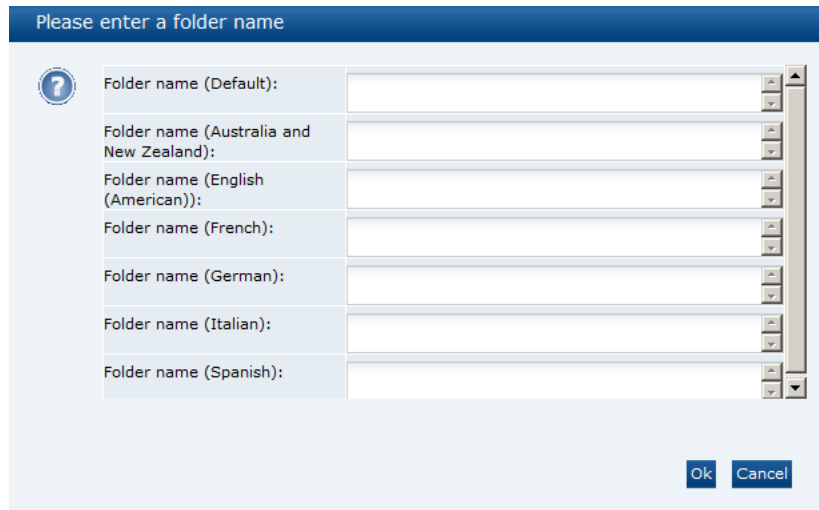 Please enter a folder name
?
Folder name (Default):
Folder name (Australia and
New Zealand):
Folder name (English
(American)):
Folder name (French):
Folder name (German):
Folder name (Italian):
Folder name (Spanish):
Ok Cancel